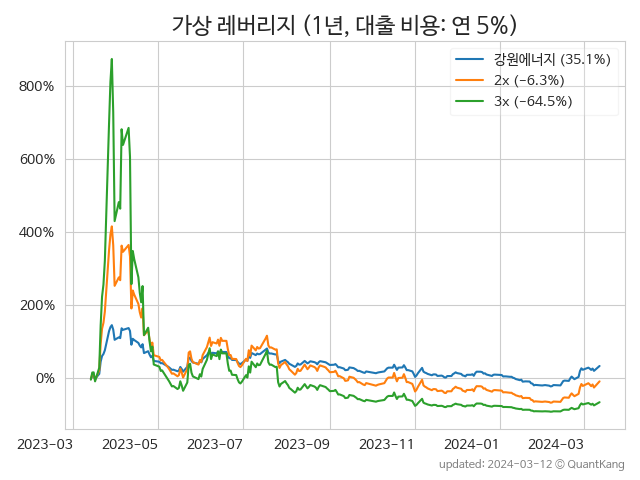 가상 레버리지 (1년, 대출 비용: 연 5%)
강원에너지 (35.1%)
2x (-6.3%)
3x (-64.5%)
800%
600%
400%
200%
0%
2023-03 2023-05 2023-07 2023-09 2023-11 2024-01 2024-03
updated: 2024-03-12 © QuantKang